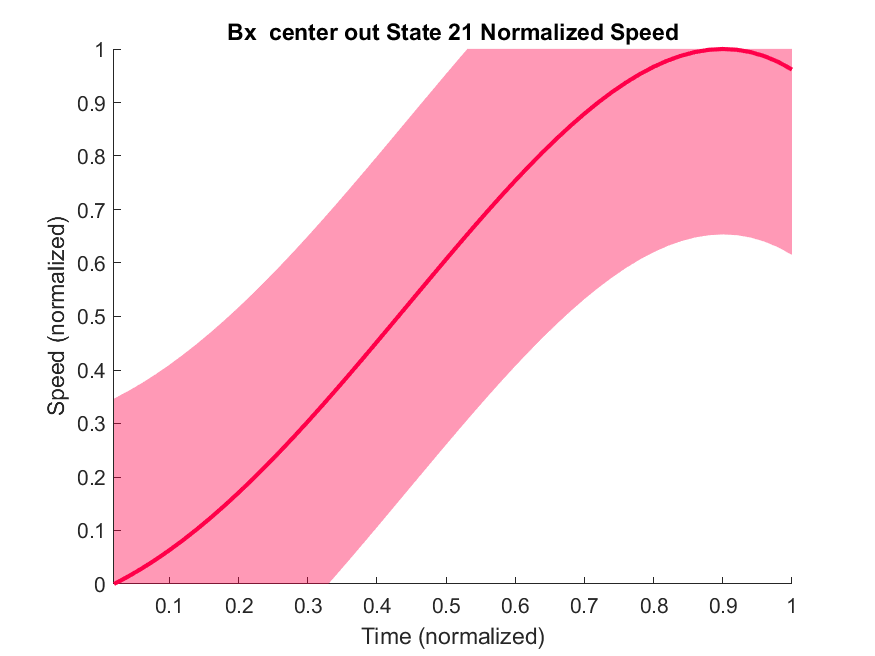 Bx  center out State 21 Normalized Speed
1
0.9
0.8
0.7
0.6
0.5
0.4
0.3
0.2
0.1
0
Speed (normalized)
0.1 0.2 0.3 0.4 0.5 0.6 0.7 0.8 0.9 1
Time (normalized)